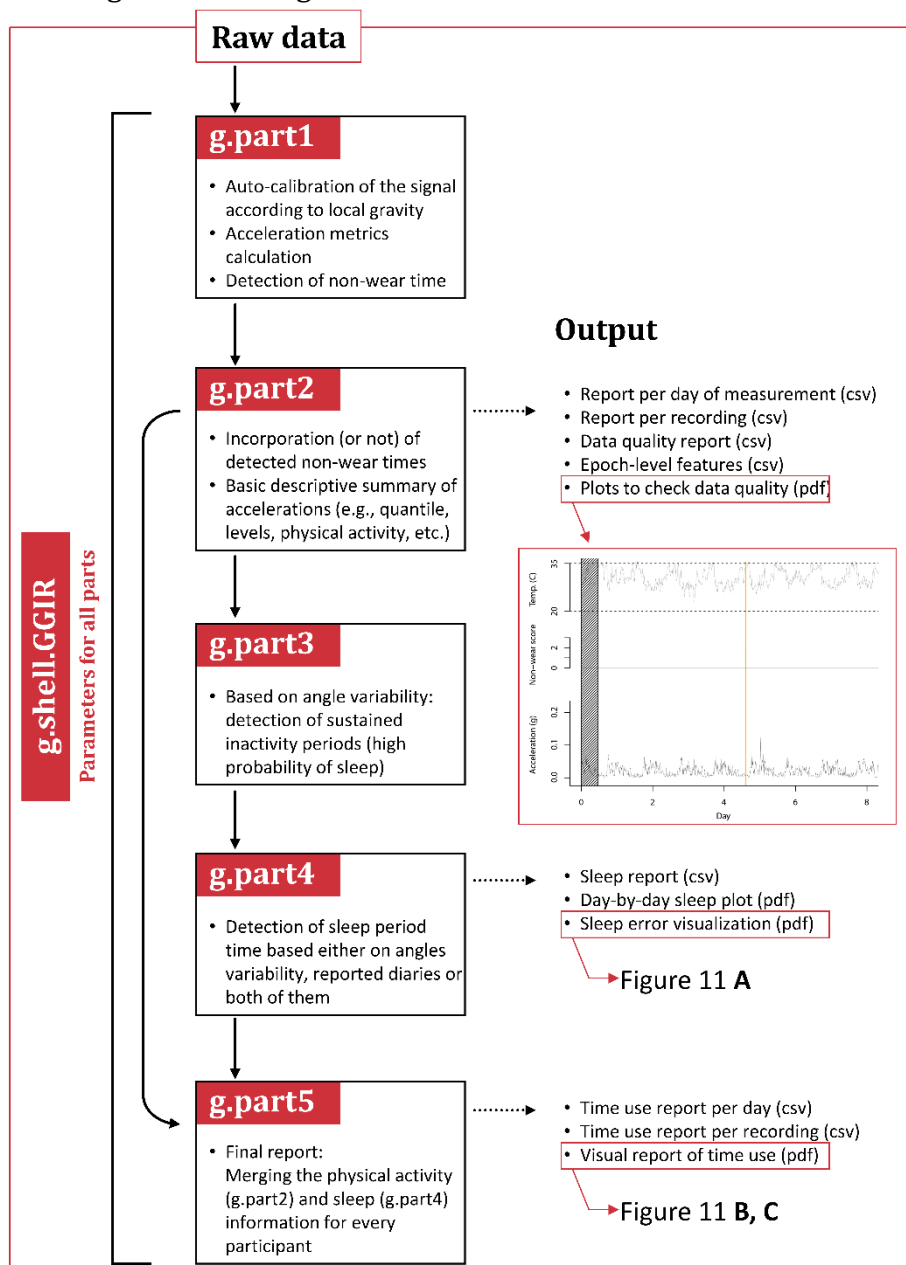 Raw data
g.part1
• Auto-calibration of the signal
according to local gravity
• Acceleration metrics
calculation
• Detection of non-wear time
g.part2
• Incorporation (or not) of
detected non-wear times
• Basic descriptive summary of
accelerations (e.g., quantile,
levels, physical activity, etc.)
g.part3
• Based on angle variability:
detection of sustained
inactivity periods (high
probability of sleep)
g.part4
• Detection of sleep period
time based either on angles
variability, reported diaries or
both of them
g.part5
• Final report:
Merging the physical activity
(g.part2) and sleep (g.part4)
information for every
participant
g.shell.GGIR
Parameters for all parts
Output
• Report per day of measurement (csv)
• Report per recording (csv)
• Data quality report (csv)
• Epoch-level features (csv)
• Plots to check data quality (pdf)
Temp. (C)
35
20
Non-wear score
2
0
Acceleration (g)
0.2
0.1
0.0
0 2 4 6 8
Day
• Sleep report (csv)
• Day-by-day sleep plot (pdf)
• Sleep error visualization (pdf)
Figure 11 A
• Time use report per day (csv)
• Time use report per recording (csv)
• Visual report of time use (pdf)
Figure 11 B, C